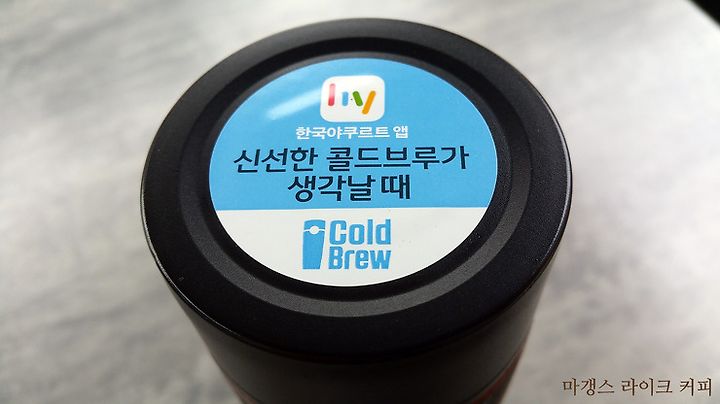 hy
한국야쿠르트 앱
신선한 콜드브루가
생각날 때
Cold
Brew
마갱스 라이크 커피